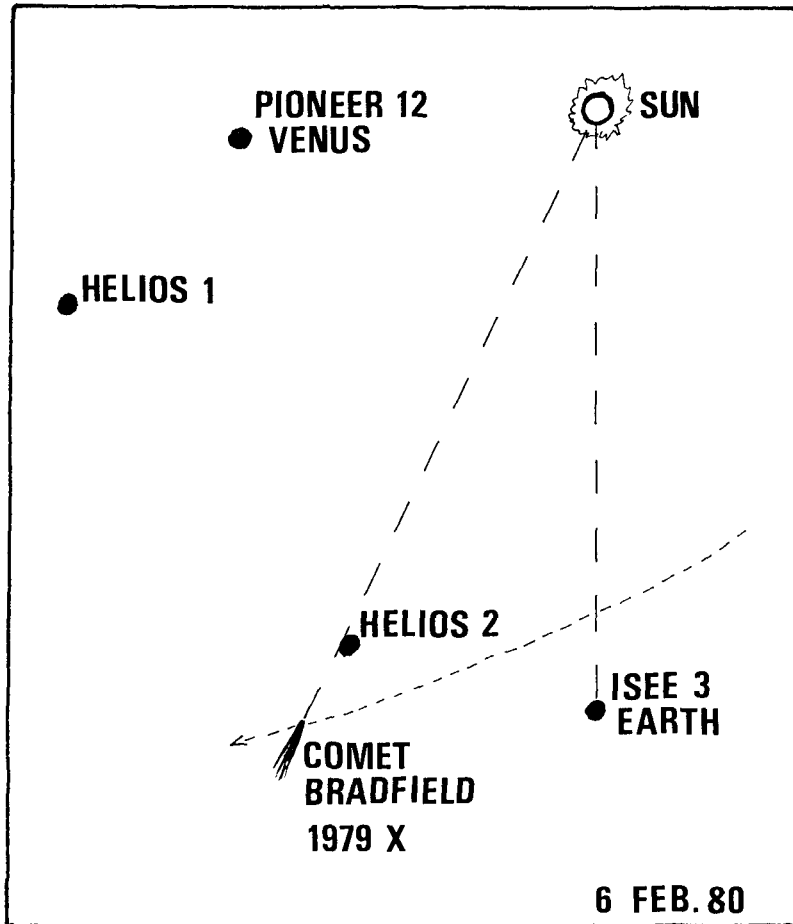 PIONEER 12
VENUS
SUN
HELIOS 1
HELIOS 2
ISEE 3
EARTH
COMET
BRADFIELD
1979 X
6 FEB. 80